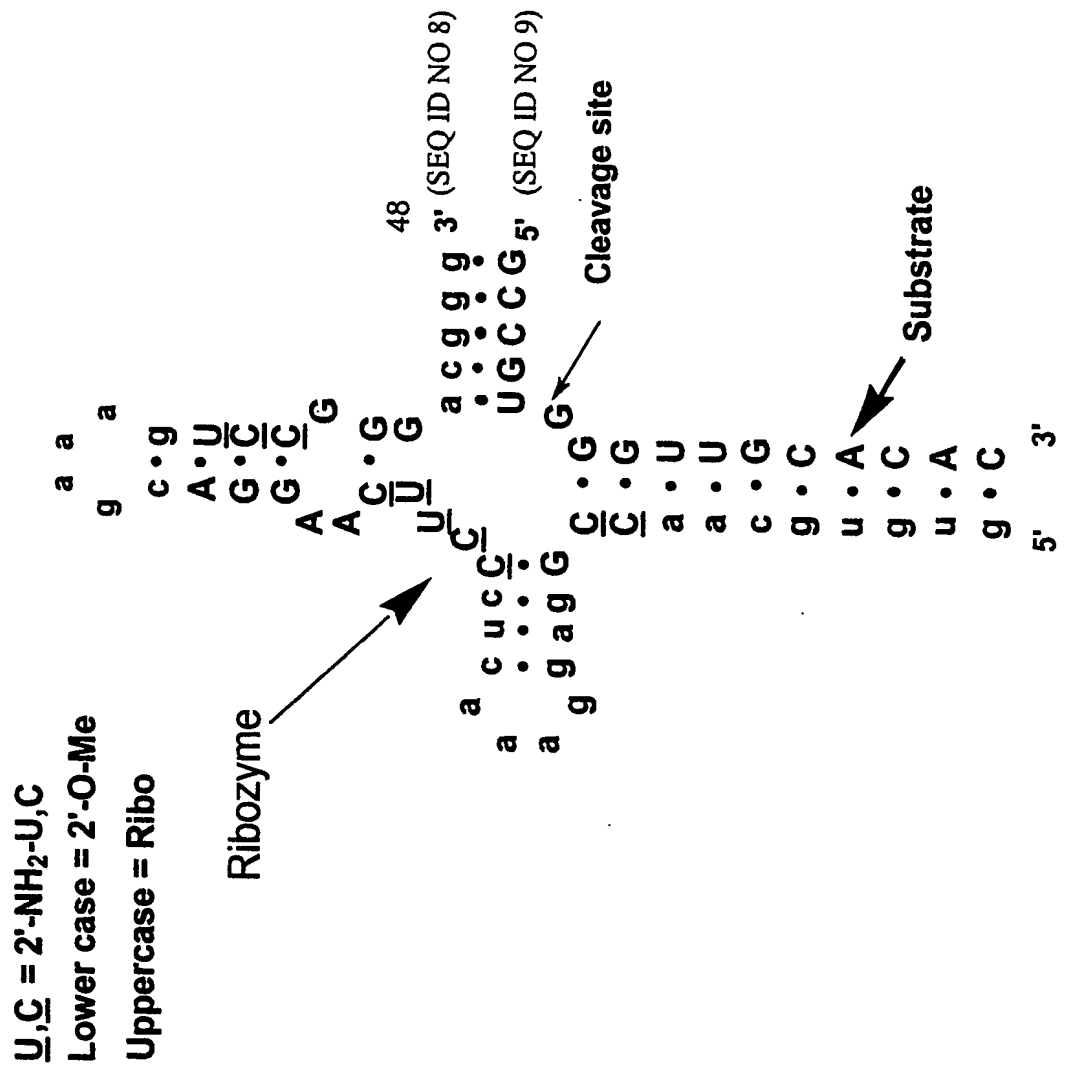 U,C = 2'-NH2-U,C
Lower case = 2'-O-Me
Uppercase = Ribo
Ribozyme
a a
g a
c • g
A • U
G • C
G • C
A G
A
C • G
U G
48
U
C
a c g g g 3' (SEQ ID NO 8)
a c u c C
• • • • • • • • •
a U G C C G 5' (SEQ ID NO 9)
a g a g G G
g
Cleavage site
C • G
C • G
a • U
a • U
c • G
g • C
u • A
g • C
u • A
g • C
Substrate
5' 3'